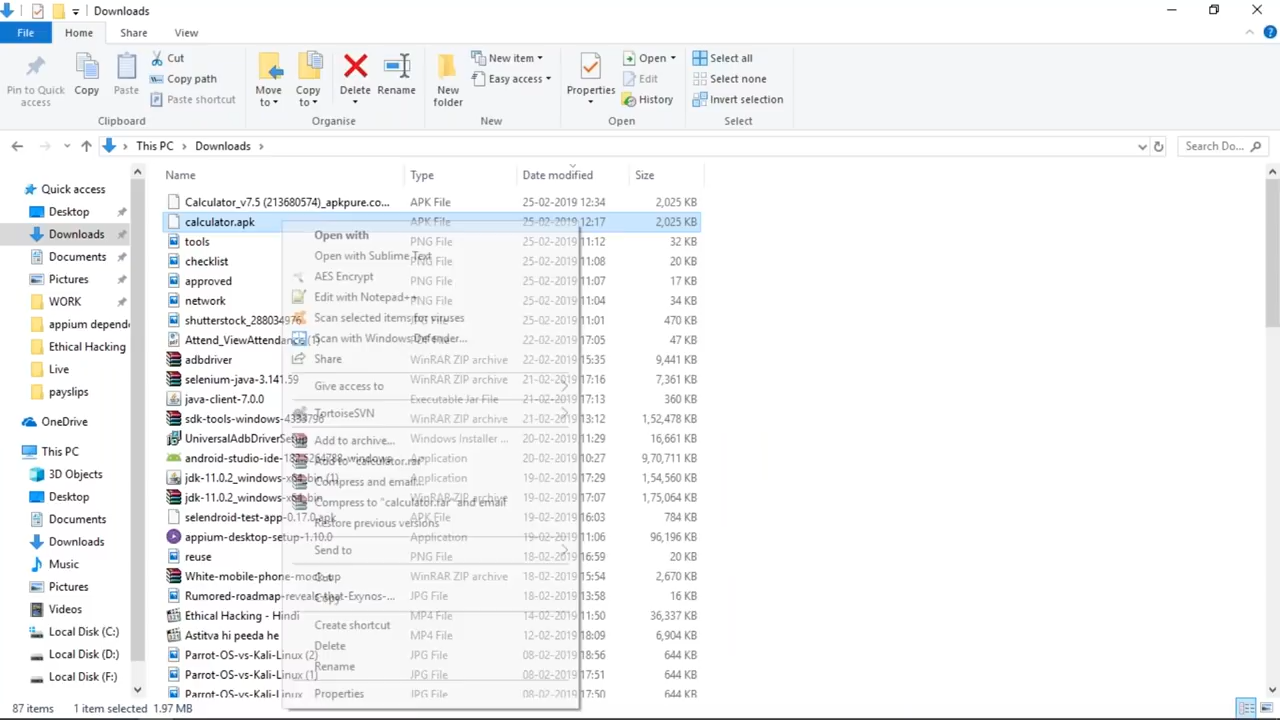 Downloads
File Home Share View
Pin to Quick access
Copy
Paste
Cut
Copy path
Paste shortcut
Clipboard
Move to
Copy to
Delete
Rename
Organise
New folder
New item
Easy access
New
Properties
Open
Edit
History
Open
Select all
Select none
Invert selection
Select
This PC > Downloads >
Search Do...
Quick access
Desktop
Downloads
Documents
Pictures
WORK
appium depend
Ethical Hacking
Live
payslips
OneDrive
This PC
3D Objects
Desktop
Documents
Downloads
Music
Pictures
Videos
Local Disk (C:)
Local Disk (D:)
Local Disk (F:)
Name Type Date modified Size
Calculator_v7.5 (213680574)_apkpure.co... APK File 25-02-2019 12:34 2,025 KB
calculator.apk APK File 25-02-2019 12:17 2,025 KB
tools PNG File 25-02-2019 11:12 32 KB
checklist PNG File 25-02-2019 11:08 20 KB
approved PNG File 25-02-2019 11:07 17 KB
network PNG File 25-02-2019 11:04 34 KB
shutterstock_288034976 JPG File 25-02-2019 11:01 470 KB
Attend_ViewAttendance (1) 22-02-2019 17:05 47 KB
adbdriver WinRAR ZIP archive 22-02-2019 15:35 9,441 KB
selenium-java-3.141.59 WinRAR ZIP archive 21-02-2019 17:16 7,361 KB
java-client-7.0.0 Executable Jar File 21-02-2019 17:13 360 KB
sdk-tools-windows-4333796 WinRAR ZIP archive 21-02-2019 13:12 1,52,478 KB
UniversalAdbDriverSetup Windows Installer ... 20-02-2019 11:29 16,661 KB
android-studio-ide-182.5264788-windows Application 20-02-2019 10:27 9,70,711 KB
jdk-11.0.2_windows-x64_bin (1) Application 19-02-2019 17:29 1,54,560 KB
jdk-11.0.2_windows-x64_bin WinRAR ZIP archive 19-02-2019 17:07 1,75,064 KB
selendroid-test-app-0.17.0.apk APK File 19-02-2019 16:03 784 KB
appium-desktop-setup-1.10.0 Application 19-02-2019 11:06 96,196 KB
reuse PNG File 18-02-2019 16:59 20 KB
White-mobile-phone-mock-up WinRAR ZIP archive 18-02-2019 15:54 2,670 KB
Rumored-roadmap-reveals-that-Exynos-... JPG File 18-02-2019 13:58 16 KB
Ethical Hacking - Hindi MP4 File 14-02-2019 11:50 36,337 KB
Astitva hi peeda he MP4 File 12-02-2019 18:09 6,904 KB
Parrot-OS-vs-Kali-Linux (2) JPG File 08-02-2019 18:56 644 KB
Parrot-OS-vs-Kali-Linux (1) JPG File 08-02-2019 17:51 644 KB
Parrot-OS-vs-Kali-Linux JPG File 08-02-2019 17:50 644 KB
Open with
Open with Sublime Text
AES Encrypt
Edit with Notepad++
Scan selected items for viruses
Scan with Windows Defender...
Share
Give access to
TortoiseSVN
Add to archive...
Add to "calculator.rar"
Compress and email...
Compress to "calculator.rar" and email
Restore previous versions
Send to
Cut
Copy
Create shortcut
Delete
Rename
Properties
87 items 1 item selected 1.97 MB